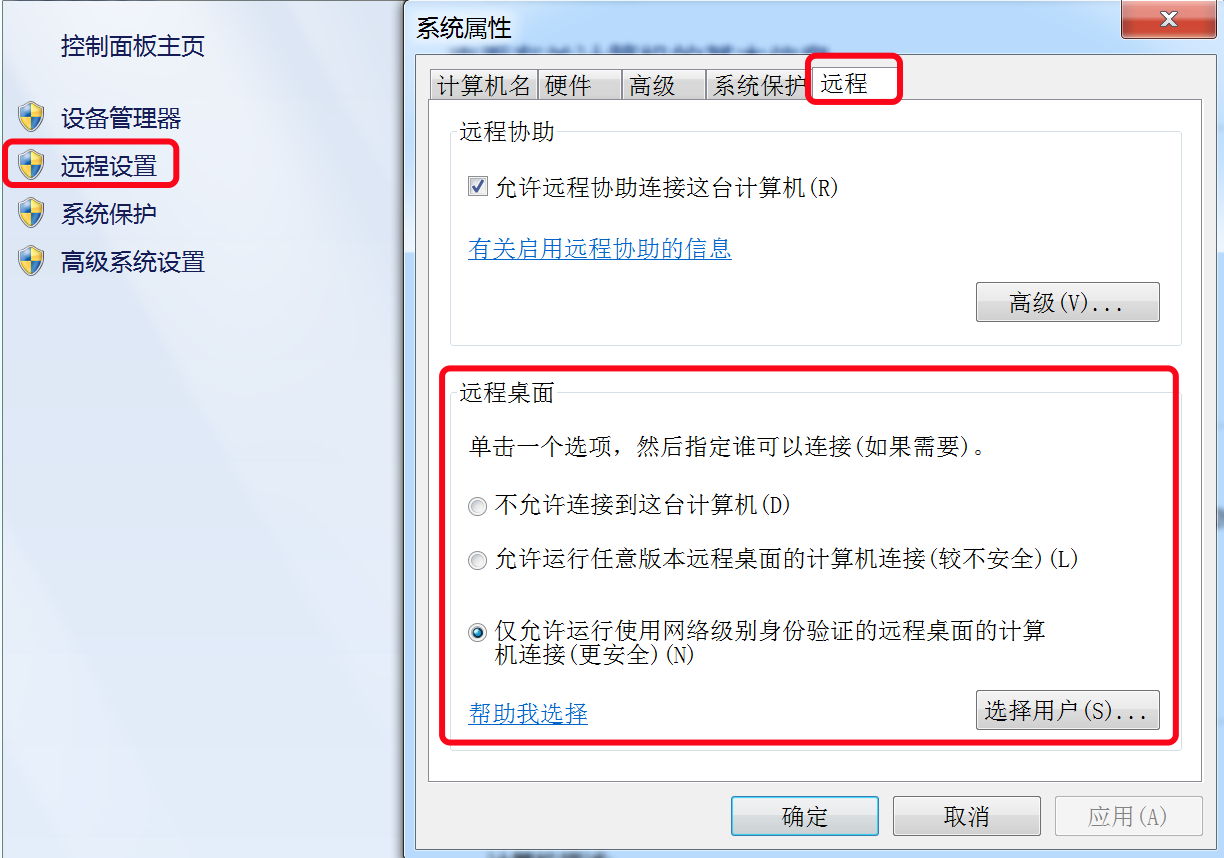 控制面板主页
设备管理器
远程设置
系统保护
高级系统设置
系统属性
计算机名
硬件
高级
系统保护
远程
远程协助
允许远程协助连接这台计算机(R)
有关启用远程协助的信息
高级(V)...
远程桌面
单击一个选项，然后指定谁可以连接(如果需要)。
不允许连接到这台计算机(D)
允许运行任意版本远程桌面的计算机连接(较不安全)(L)
仅允许运行使用网络级别身份验证的远程桌面的计算
机连接(更安全)(N)
帮助我选择
选择用户(S)...
确定
取消
应用(A)